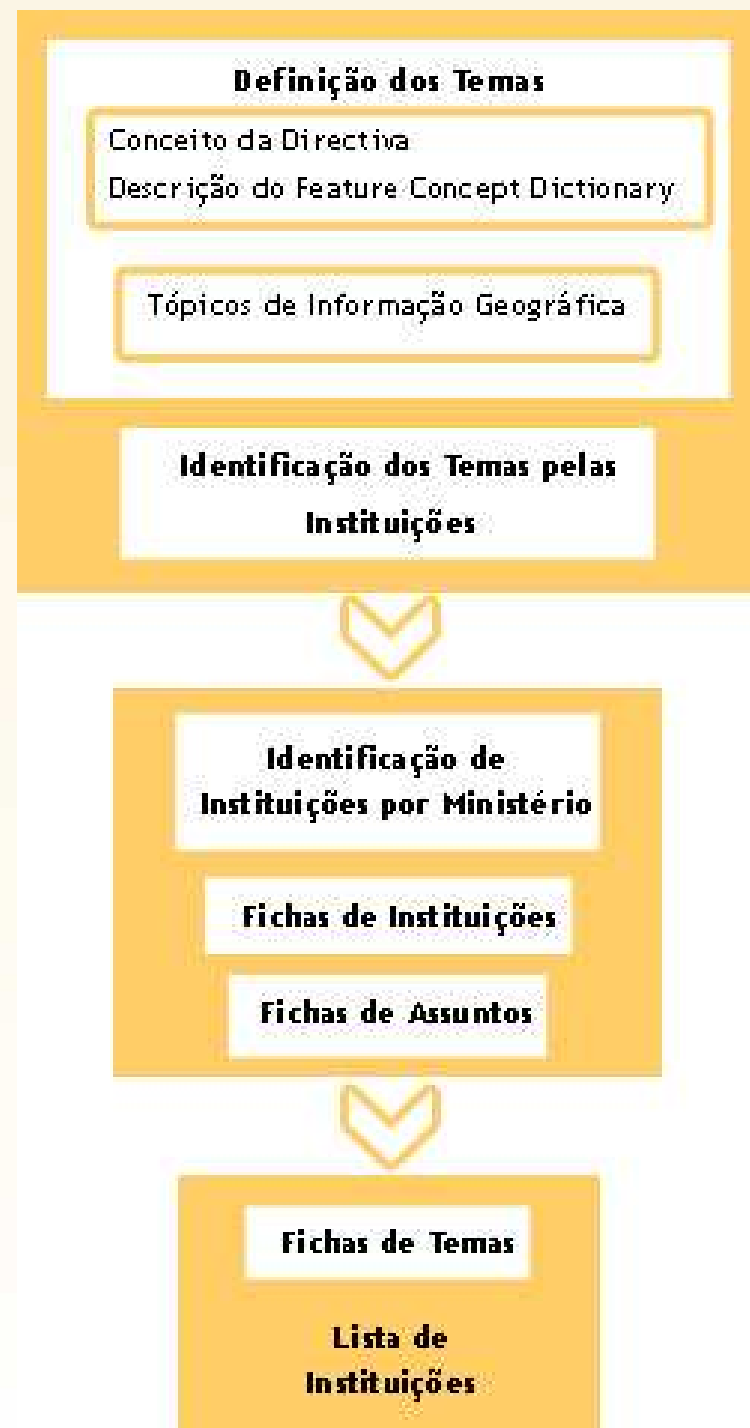 Definição dos Temas
Conceito da Directiva
Descrição do Feature Concept Dictionary
Tópicos de Informação Geográfica
Identificação dos Temas pelas
Instituições
Identificação de
Instituições por Ministério
Fichas de Instituições
Fichas de Assuntos
Fichas de Temas
Lista de
Instituições